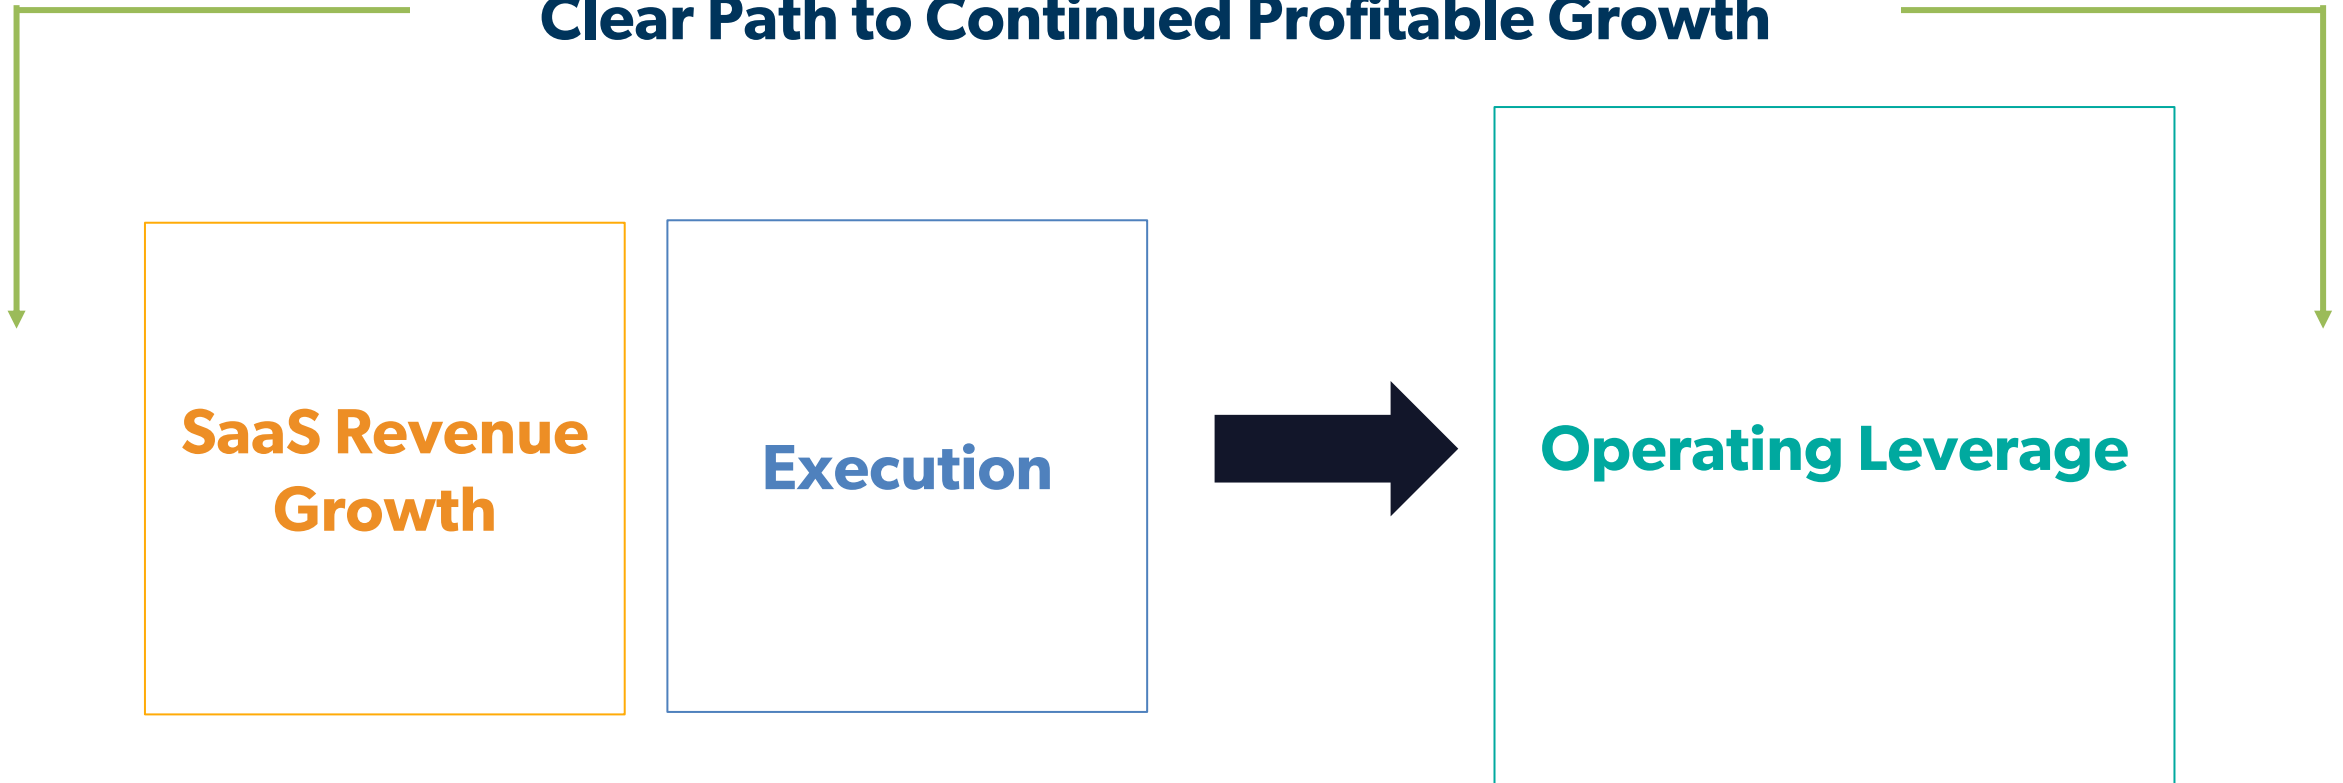 Clear Path to Continued Profitable Growth
SaaS Revenue
Growth
Execution
Operating Leverage